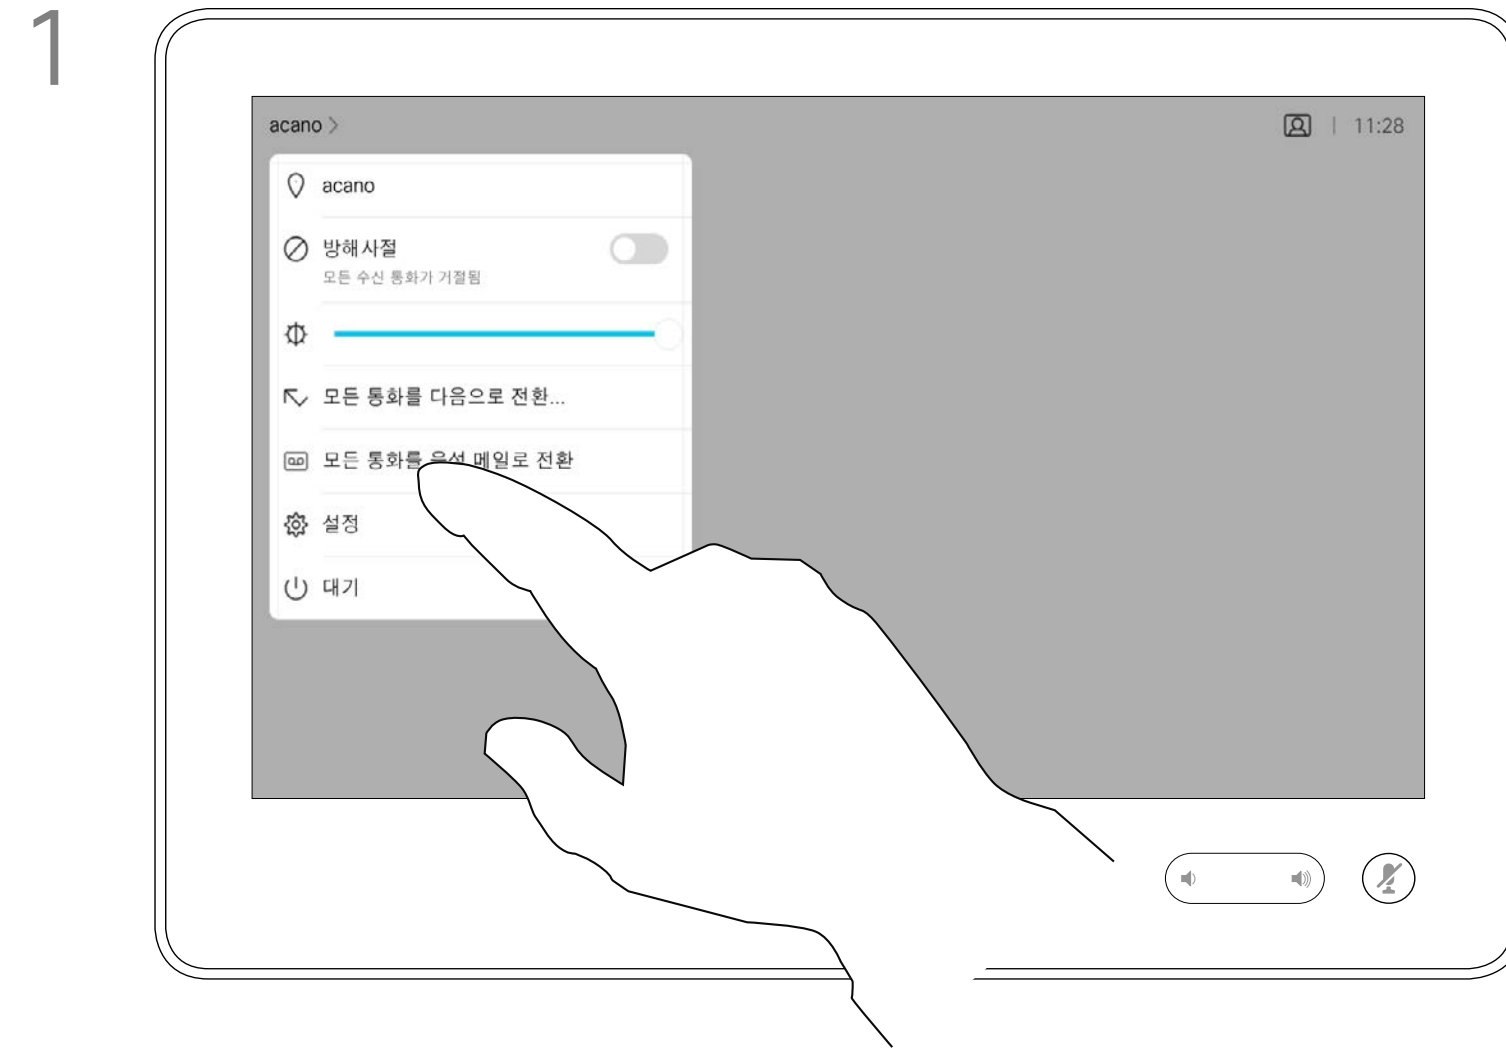 1
acano > | 11:28
acano
방해 사절
모든 수신 통화가 거절됨
모든 통화를 다음으로 전환...
모든 통화를 음성 메일로 전환
설정
대기